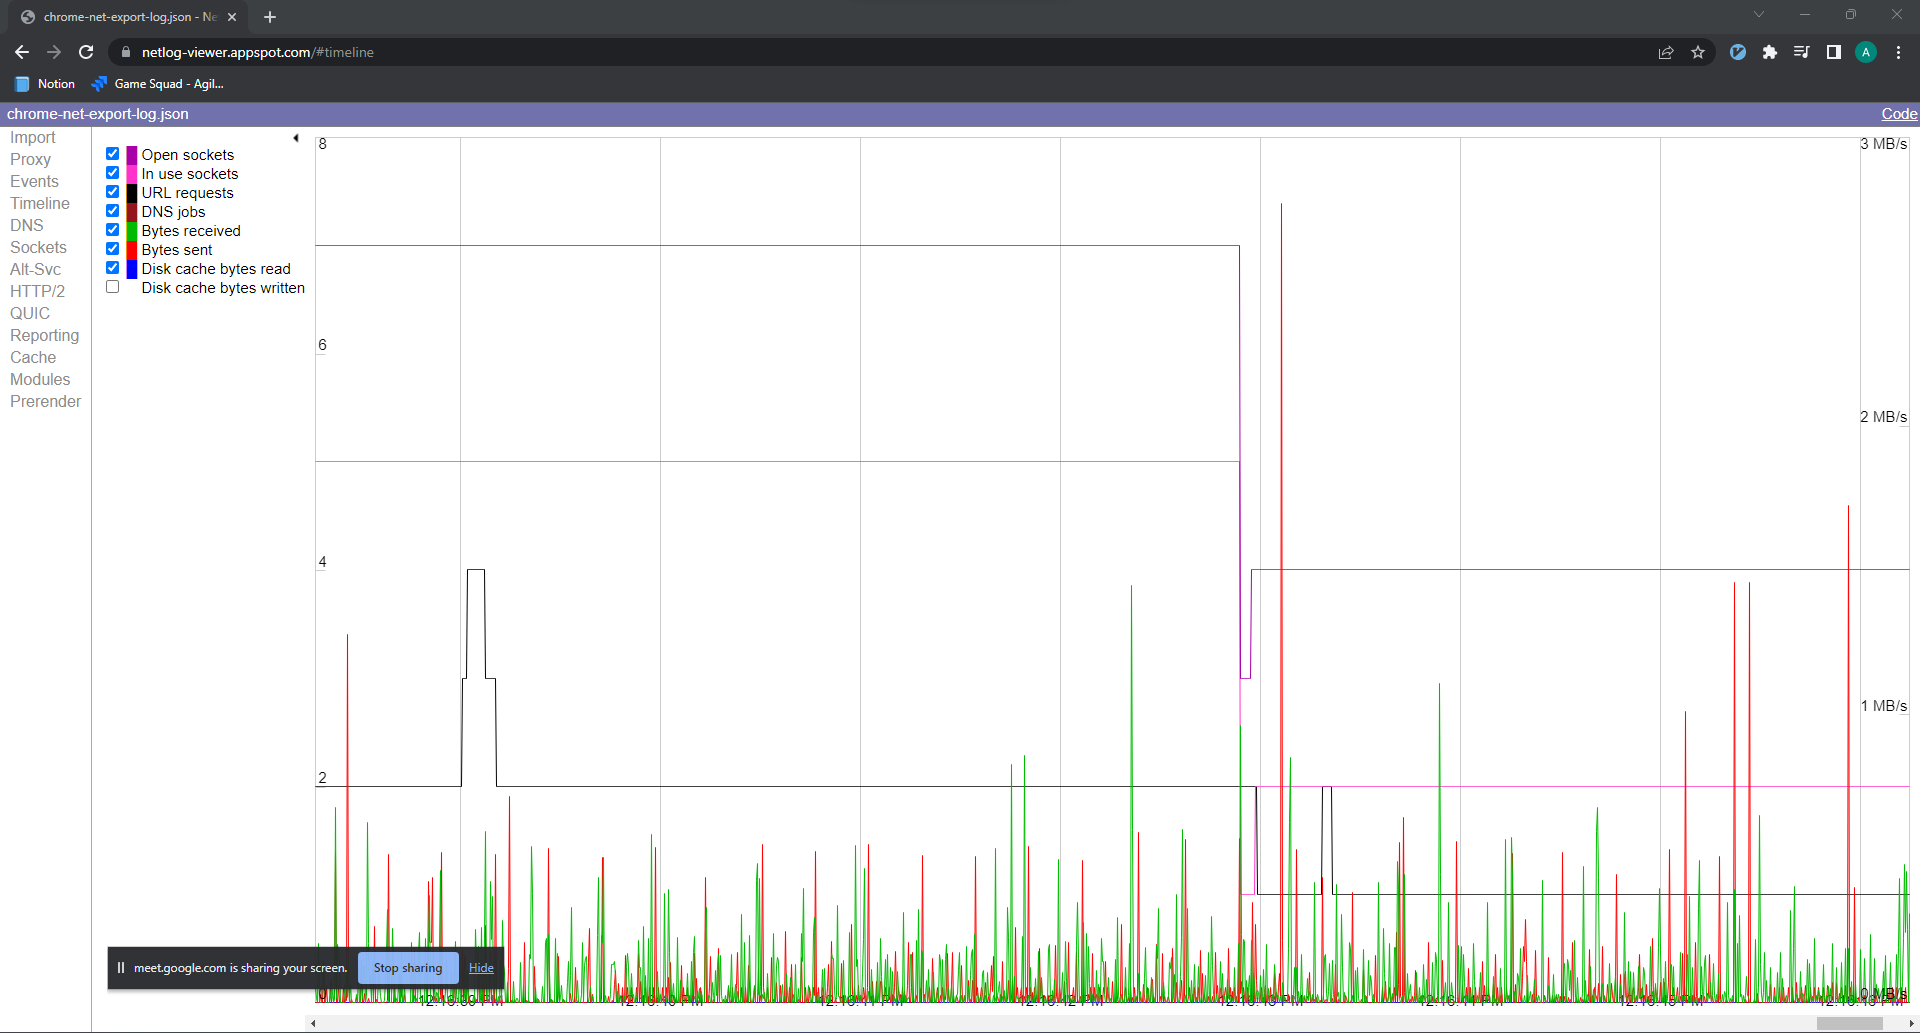 chrome-net-export-log.json - Ne
netlog-viewer.appspot.com/#timeline
A
Notion
Game Squad - Agil...
chrome-net-export-log.json
Code
Import
Proxy
Events
Timeline
DNS
Sockets
Alt-Svc
HTTP/2
QUIC
Reporting
Cache
Modules
Prerender
Open sockets
In use sockets
URL requests
DNS jobs
Bytes received
Bytes sent
Disk cache bytes read
Disk cache bytes written
8
6
4
2
0
3 MB/s
2 MB/s
1 MB/s
0 MB/s
meet.google.com is sharing your screen.
Stop sharing
Hide